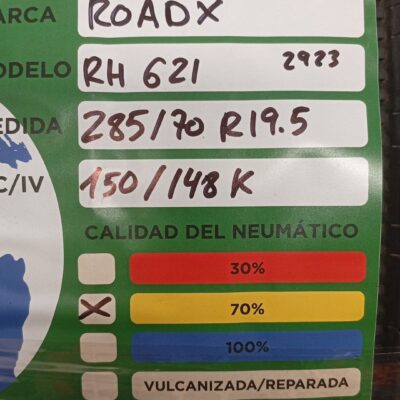 ARCA ROADX
ODELO RH 621 2923
EDIDA 285/70 R19.5
C/IV 150/148 K
CALIDAD DEL NEUMÁTICO
30%
X 70%
100%
VULCANIZADA/REPARADA